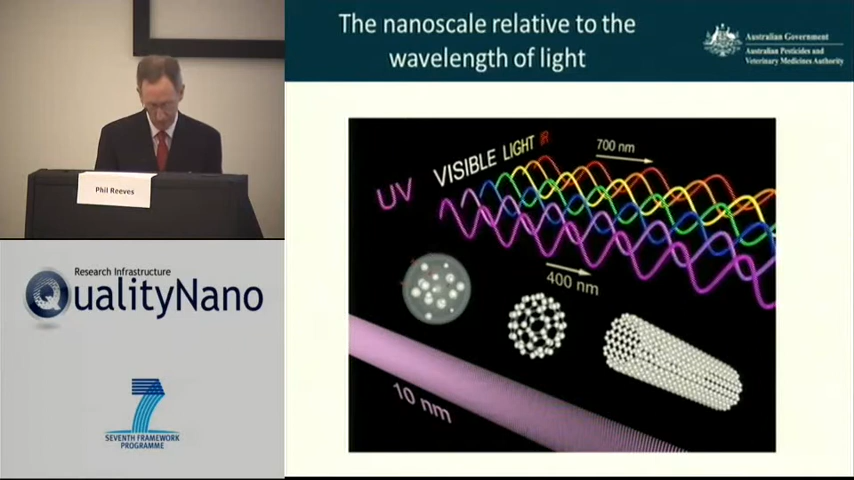 The nanoscale relative to the
wavelength of light
Australian Government
Australian Pesticides and
Veterinary Medicines Authority
Phil Reeves
Research Infrastructure
QualityNano
7
SEVENTH FRAMEWORK
PROGRAMME
UV
VISIBLE LIGHT IR
700 nm
400 nm
10 nm